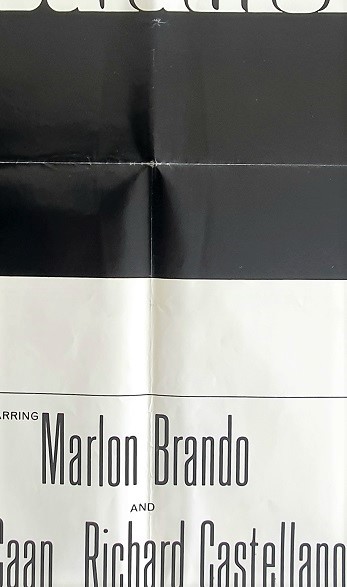 ARRING Marlon Brando
AND
Caan Richard Castellano